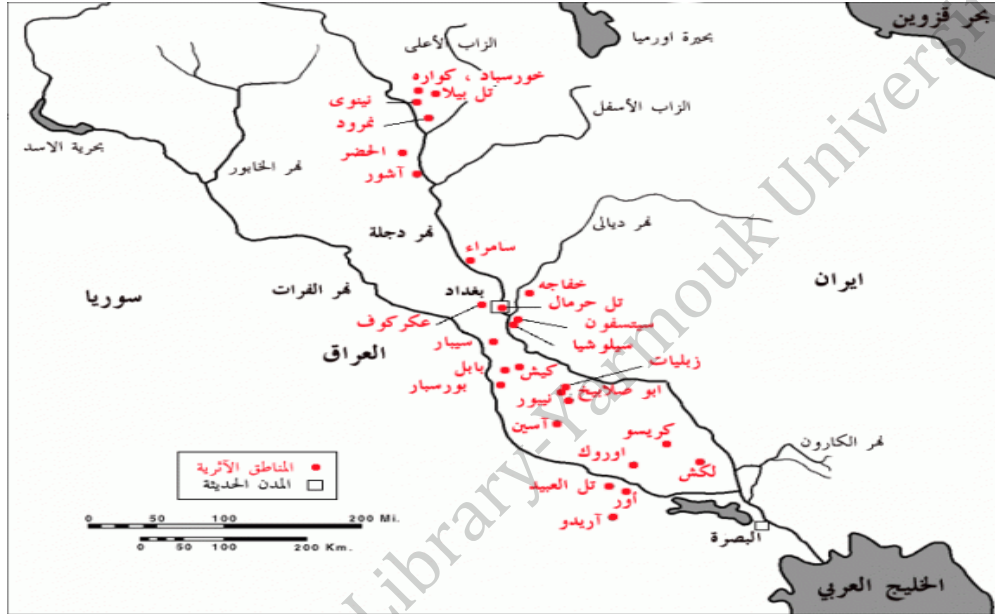 بحر قزوين
بحيرة اورميا
الزاب الأعلى
خورسباد ، كواره
تل بيلا
نينوى
نمرود
الزاب الأسفل
بحرية الاسد
نهر الخابور
الحضر
آشور
نهر ديالى
نهر دجلة
سامراء
ايران
سوريا
نهر الفرات
بغداد
خفاجه
تل حرمال
عكركوف
سيتسفون
سيلوشيا
العراق
سيبار
زبليات
بابل
كيش
بورسبار
ابو صلابيخ
نيبور
آسين
كريسو
نهر الكارون
اوروك
لكش
تل العبيد
أور
آريدو
البصرة
الخليج العربي
المناطق الآثرية
المدن الحديثة
0 50 100 200 Mi.
0 50 100 200 Km.
Library-Yarmouk Universi